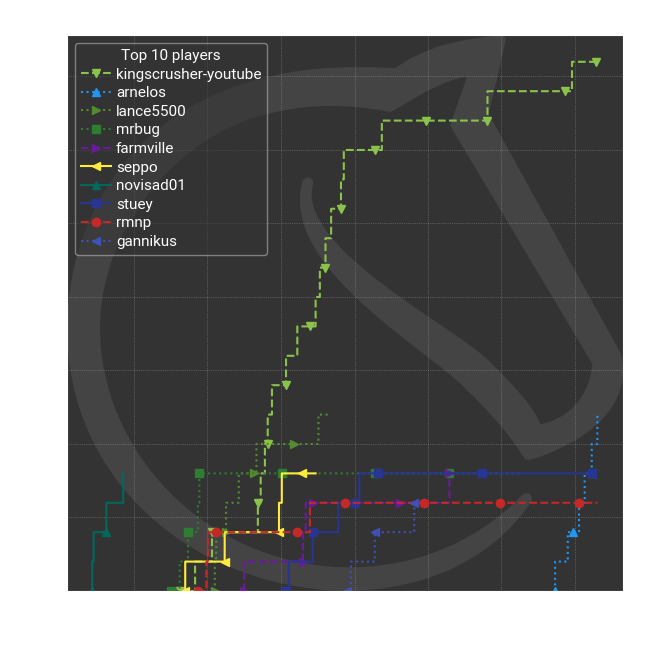 Top 10 players
kingscrusher-youtube
arnelos
lance5500
mrbug
farmville
seppo
novisad01
stuey
rmnp
gannikus